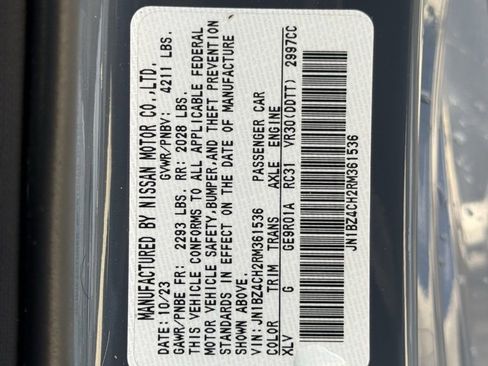 MANUFACTURED BY NISSAN MOTOR CO.,LTD.
DATE: 10/23 GVWR/PNBV: 4211 LBS.
GAWR/PNBE FR: 2293 LBS. RR: 2028 LBS.
THIS VEHICLE CONFORMS TO ALL APPLICABLE FEDERAL
MOTOR VEHICLE SAFETY,BUMPER,AND THEFT PREVENTION
STANDARDS IN EFFECT ON THE DATE OF MANUFACTURE
SHOWN ABOVE.
VIN: JN1BZ4CH2RM361536 PASSENGER CAR
COLOR TRIM TRANS AXLE ENGINE
XLV G GE9R01A RC31 VR30(DDTT) 2997CC
JN1BZ4CH2RM361536